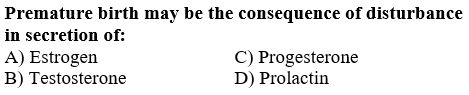 Premature birth may be the consequence of disturbance
in secretion of:
A) Estrogen C) Progesterone
B) Testosterone D) Prolactin